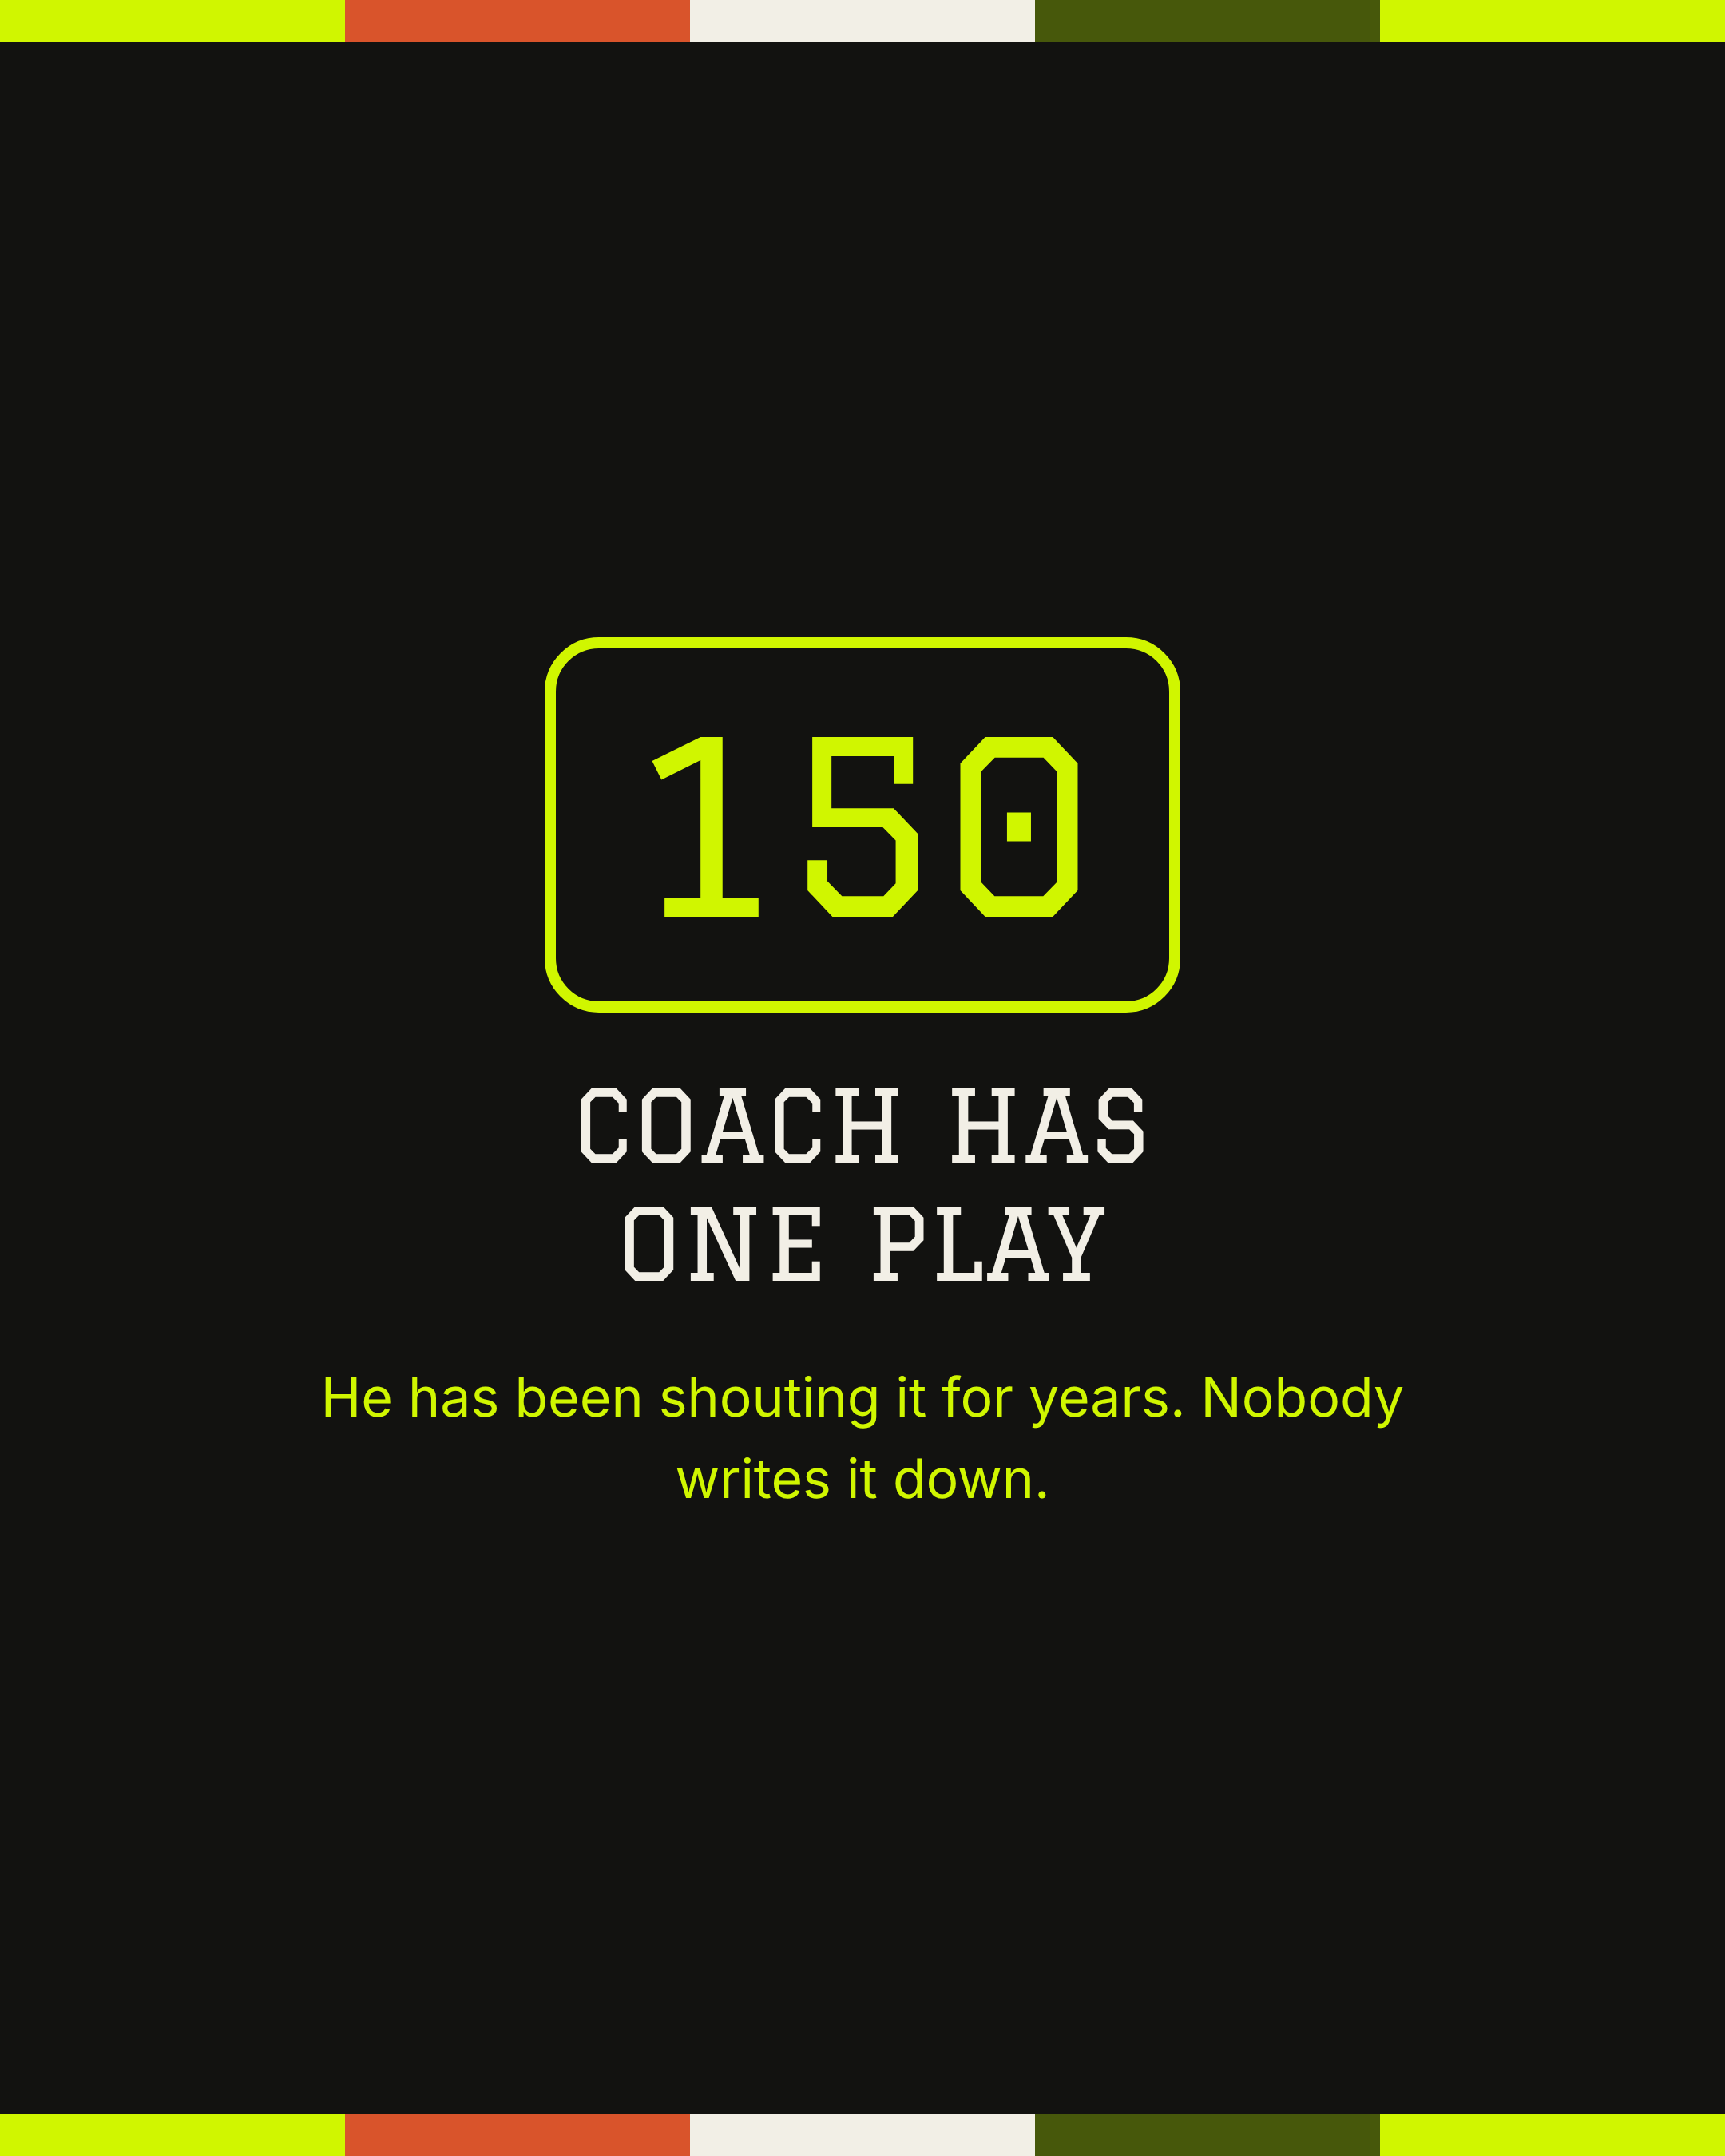 150
COACH HAS
ONE PLAY
He has been shouting it for years. Nobody
writes it down.